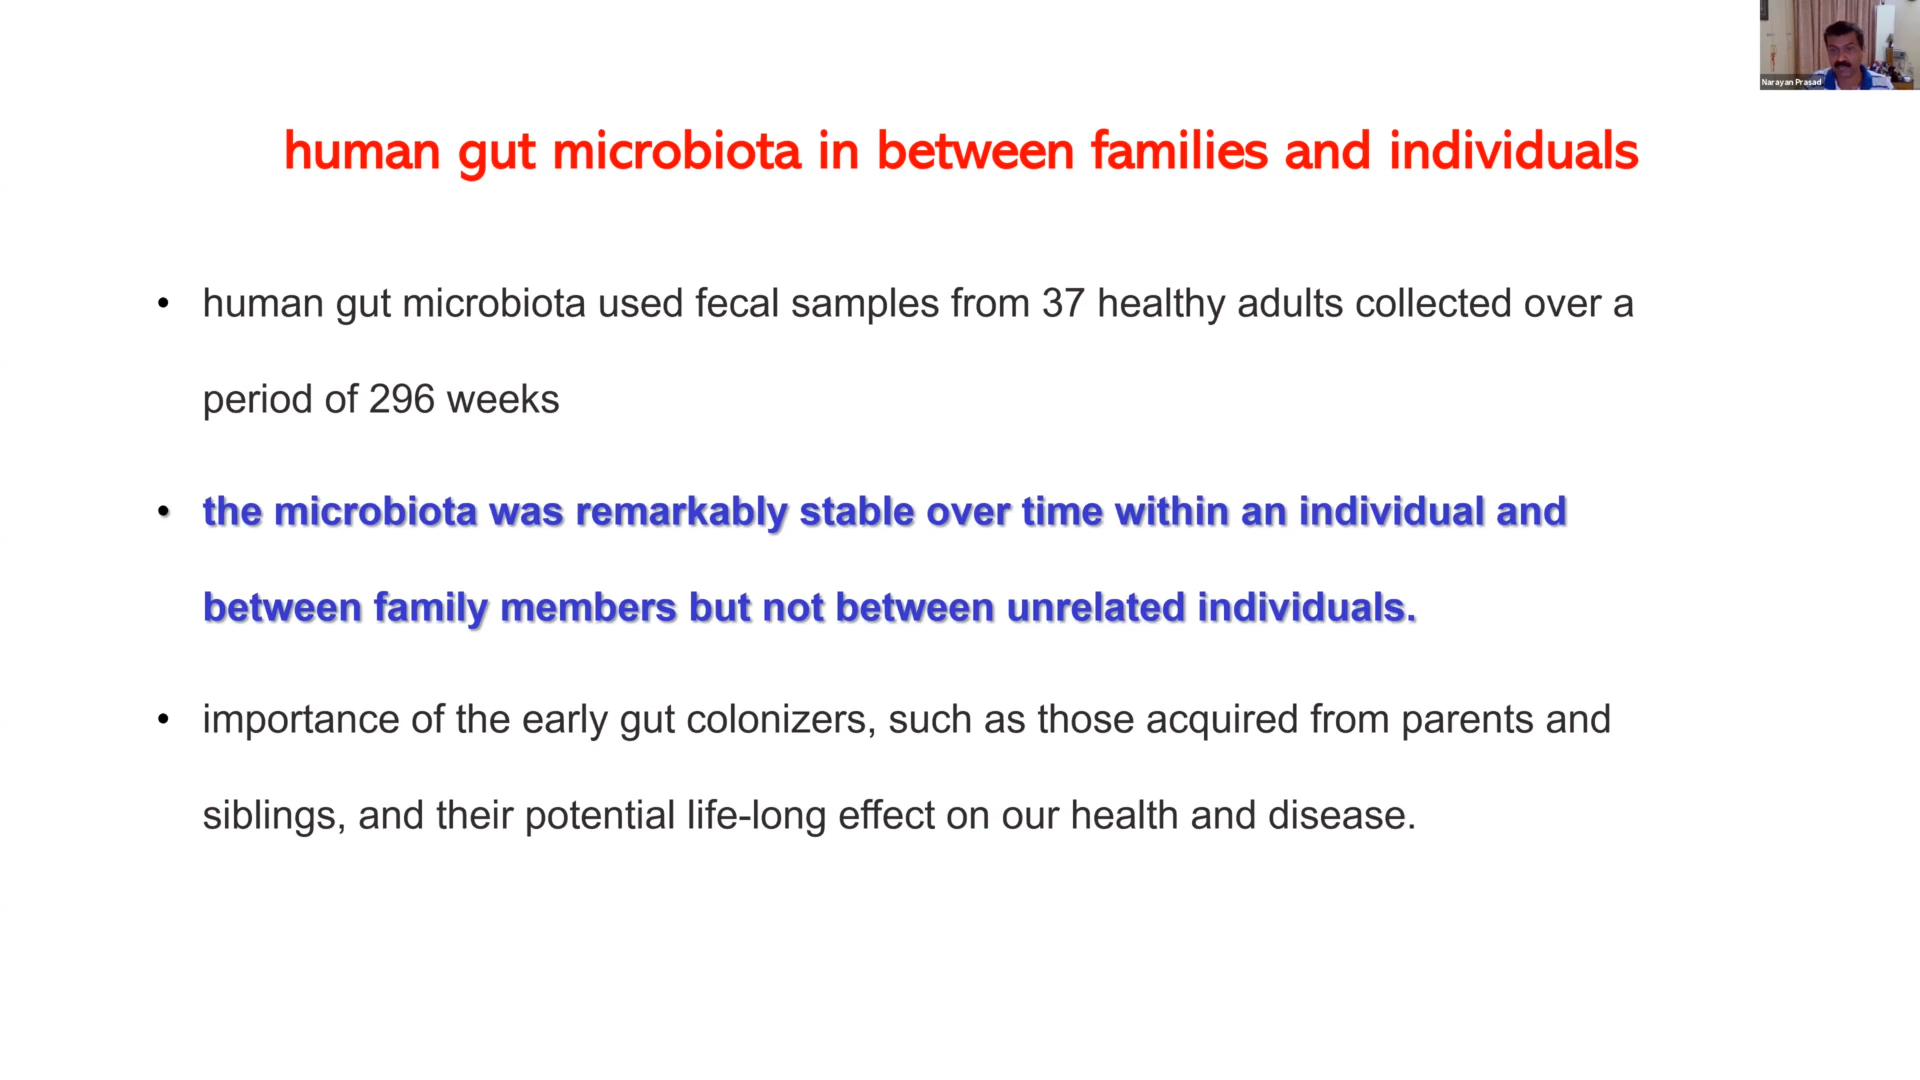 Narayan Prasad
human gut microbiota in between families and individuals
• human gut microbiota used fecal samples from 37 healthy adults collected over a
period of 296 weeks
• the microbiota was remarkably stable over time within an individual and
between family members but not between unrelated individuals.
• importance of the early gut colonizers, such as those acquired from parents and
siblings, and their potential life-long effect on our health and disease.